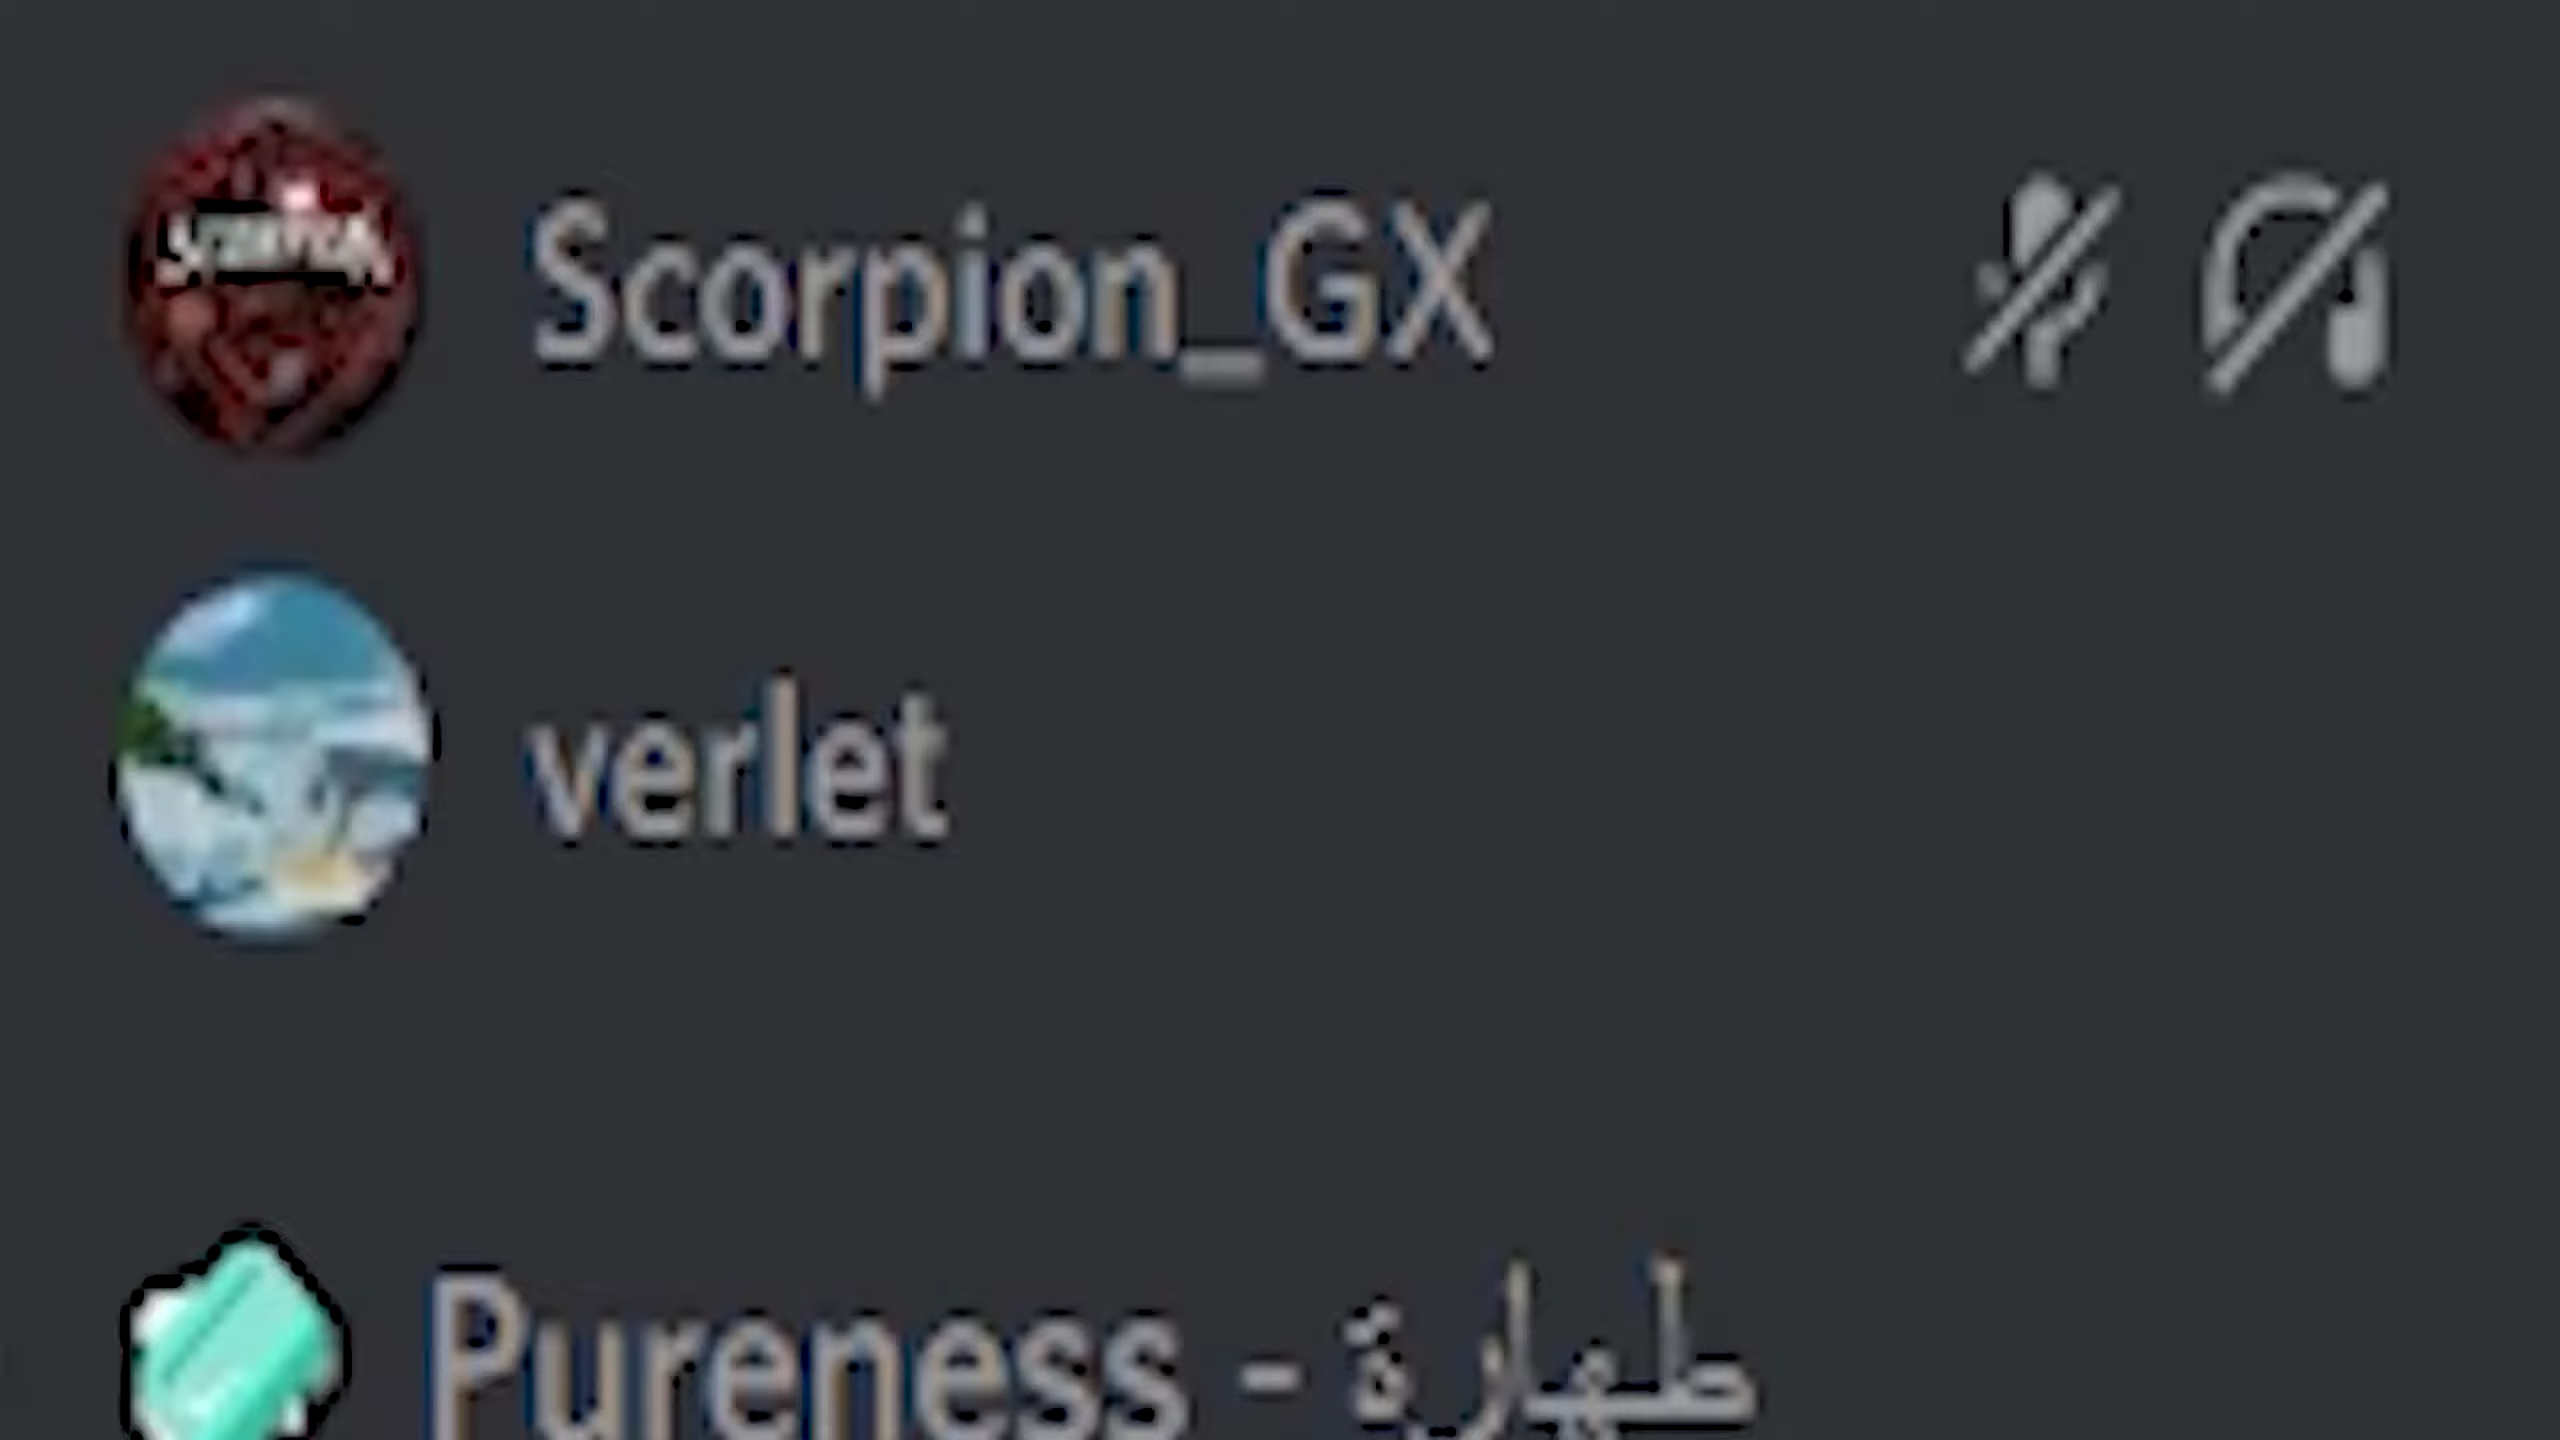 Scorpion_GX
verlet
Pureness - طهارة